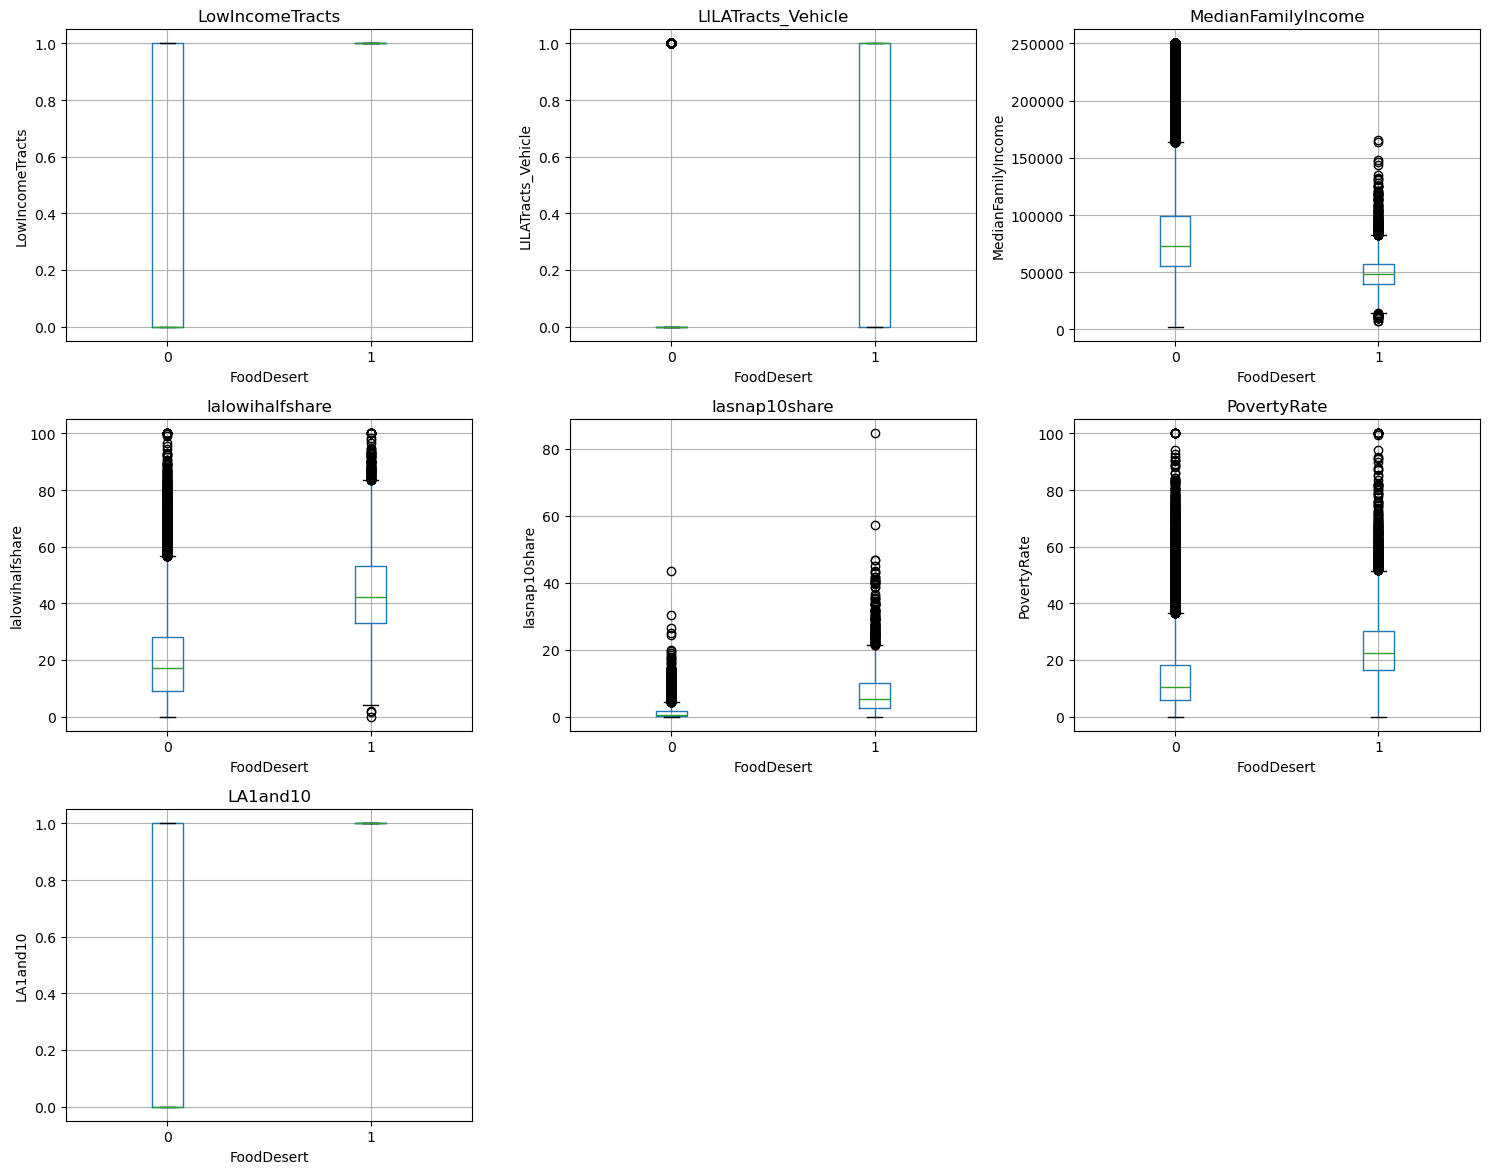 LowIncomeTracts
LILATracts_Vehicle
MedianFamilyIncome
1.0
0.8
0.6
0.4
0.2
0.0
LowIncomeTracts
0
1
FoodDesert
1.0
0.8
0.6
0.4
0.2
0.0
LILATracts_Vehicle
0
1
FoodDesert
250000
200000
150000
100000
50000
0
MedianFamilyIncome
0
1
FoodDesert
lalowihalfshare
lasnap10share
PovertyRate
100
80
60
40
20
0
lalowihalfshare
0
1
FoodDesert
80
60
40
20
0
lasnap10share
0
1
FoodDesert
100
80
60
40
20
0
PovertyRate
0
1
FoodDesert
LA1and10
1.0
0.8
0.6
0.4
0.2
0.0
LA1and10
0
1
FoodDesert